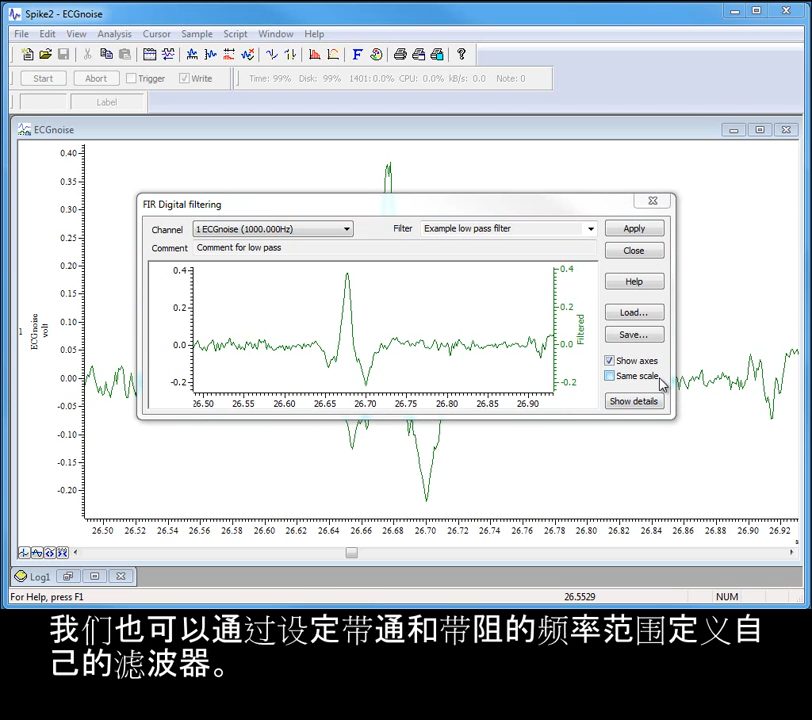 Spike2 - ECGnoise
File Edit View Analysis Cursor Sample Script Window Help
Start Abort Trigger Write Time: 99% Disk: 99% 1401:0.0% CPU: 0.0% kB/s: 0.0 Note: 0
Label
ECGnoise
0.40
0.35
0.30
0.25
0.20
0.15
0.10
0.05
0.00
-0.05
-0.10
-0.15
-0.20
1
ECGnoise
volt
FIR Digital filtering
Channel 1 ECGnoise (1000.000Hz) Filter Example low pass filter Apply
Comment Comment for low pass Close
Help
Load...
Save...
Show axes
Same scale
Show details
0.4
0.2
0.0
-0.2
0.4
0.2
0.0
-0.2
Filtered
26.50 26.55 26.60 26.65 26.70 26.75 26.80 26.85 26.90
26.50 26.52 26.54 26.56 26.58 26.60 26.62 26.64 26.66 26.68 26.70 26.72 26.74 26.76 26.78 26.80 26.82 26.84 26.86 26.88 26.90 26.92
s
Log1
For Help, press F1 26.5529 NUM
我们也可以通过设定带通和带阻的频率范围定义自
己的滤波器。